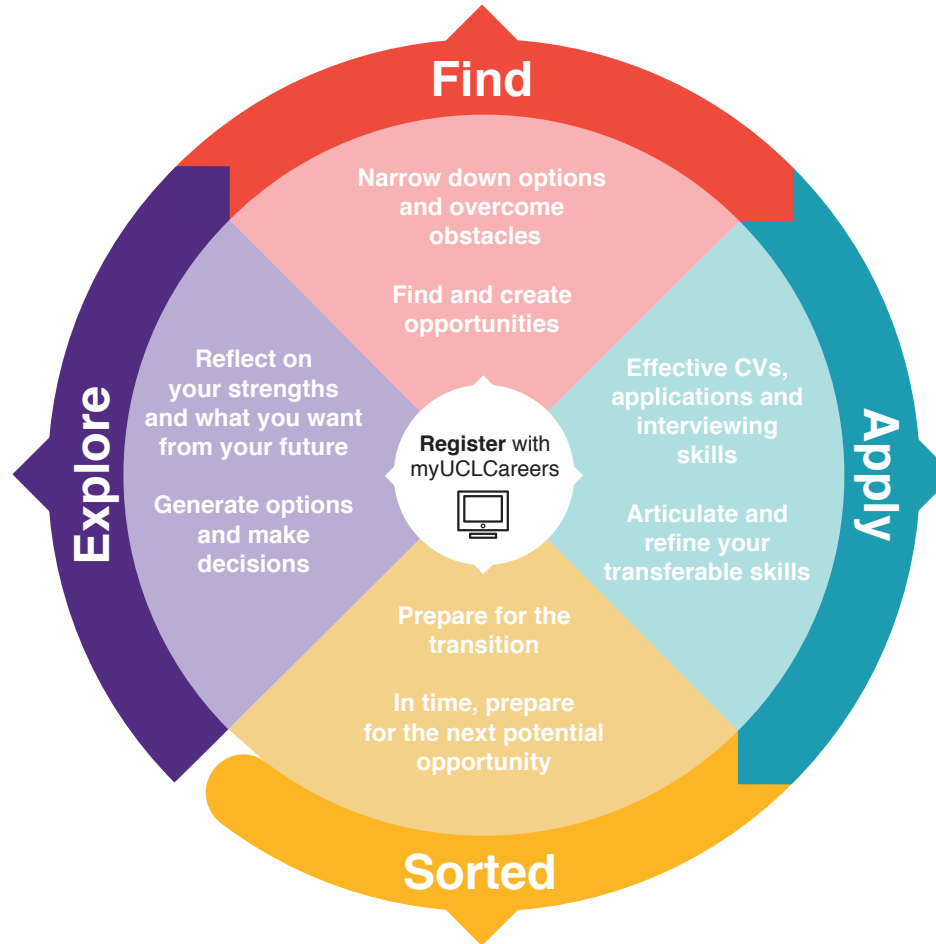 Find
Narrow down options
and overcome
obstacles
Find and create
opportunities
Explore
Reflect on
your strengths
and what you want
from your future
Generate options
and make
decisions
Register with
myUCLCareers
Apply
Effective CVs,
applications and
interviewing
skills
Articulate and
refine your
transferable skills
Prepare for the
transition
In time, prepare
for the next potential
opportunity
Sorted